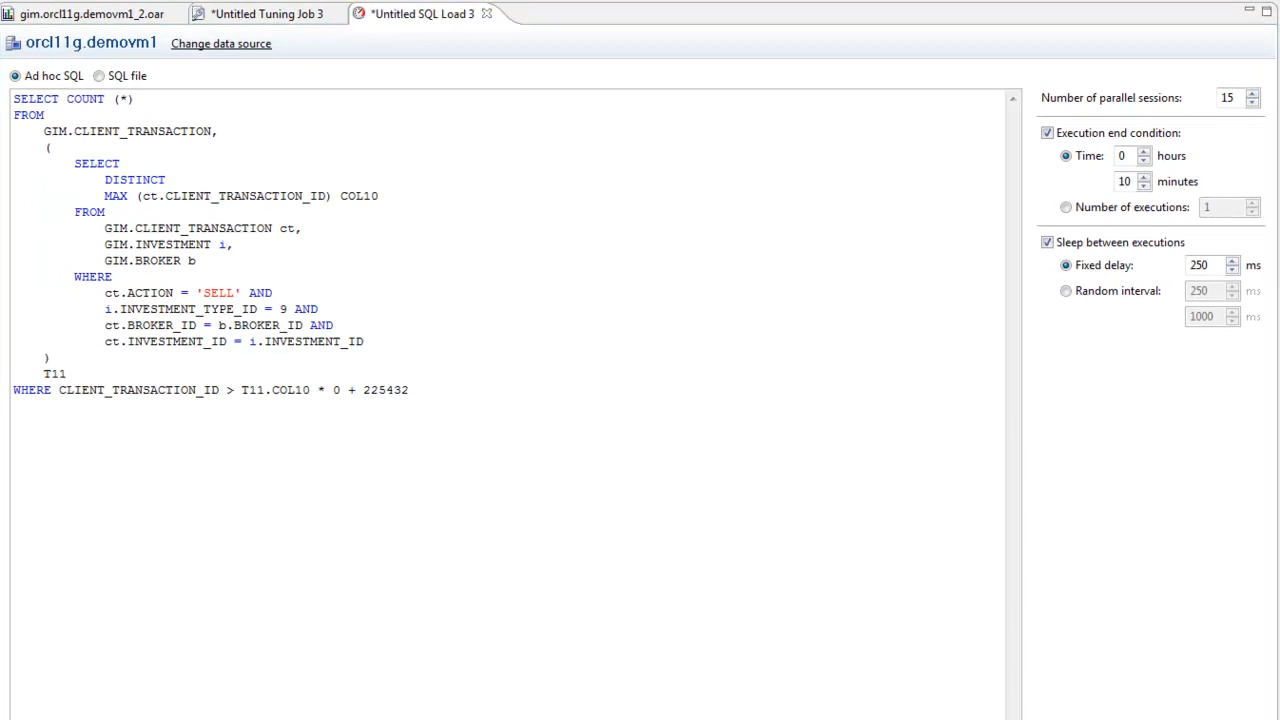 gim.orcl11g.demovm1_2.oar *Untitled Tuning Job 3 *Untitled SQL Load 3
orcl11g.demovm1 Change data source
Ad hoc SQL SQL file
SELECT COUNT (*)
FROM
GIM.CLIENT_TRANSACTION,
(
SELECT
DISTINCT
MAX (ct.CLIENT_TRANSACTION_ID) COL10
FROM
GIM.CLIENT_TRANSACTION ct,
GIM.INVESTMENT i,
GIM.BROKER b
WHERE
ct.ACTION = 'SELL' AND
i.INVESTMENT_TYPE_ID = 9 AND
ct.BROKER_ID = b.BROKER_ID AND
ct.INVESTMENT_ID = i.INVESTMENT_ID
)
T11
WHERE CLIENT_TRANSACTION_ID > T11.COL10 * 0 + 225432
Number of parallel sessions: 15
Execution end condition:
Time: 0 hours
10 minutes
Number of executions: 1
Sleep between executions
Fixed delay: 250 ms
Random interval: 250 ms
1000 ms